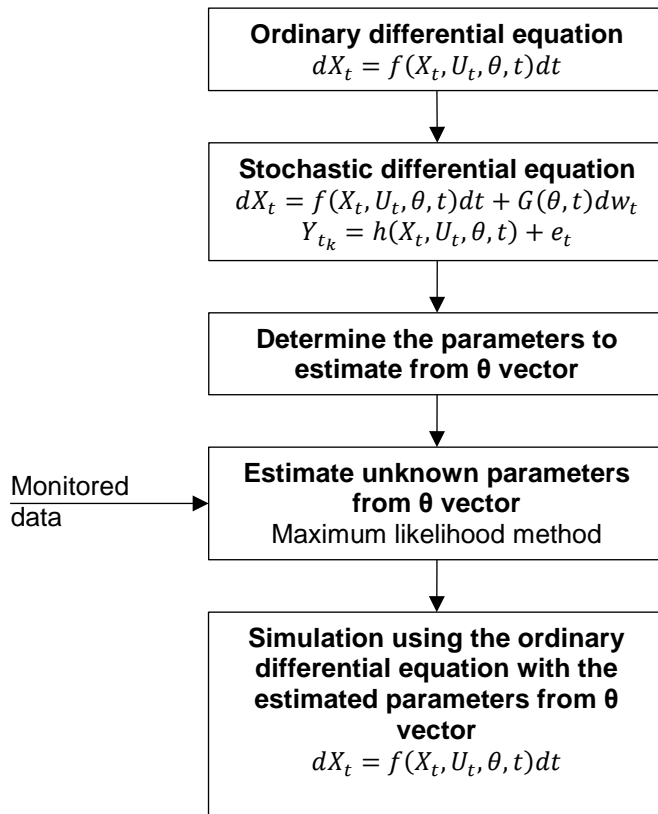 Ordinary differential equation
dX_t = f(X_t, U_t, θ, t)dt
Stochastic differential equation
dX_t = f(X_t, U_t, θ, t)dt + G(θ, t)dw_t
Y_{t_k} = h(X_t, U_t, θ, t) + e_t
Determine the parameters to
estimate from θ vector
Monitored
data
Estimate unknown parameters
from θ vector
Maximum likelihood method
Simulation using the ordinary
differential equation with the
estimated parameters from θ
vector
dX_t = f(X_t, U_t, θ, t)dt